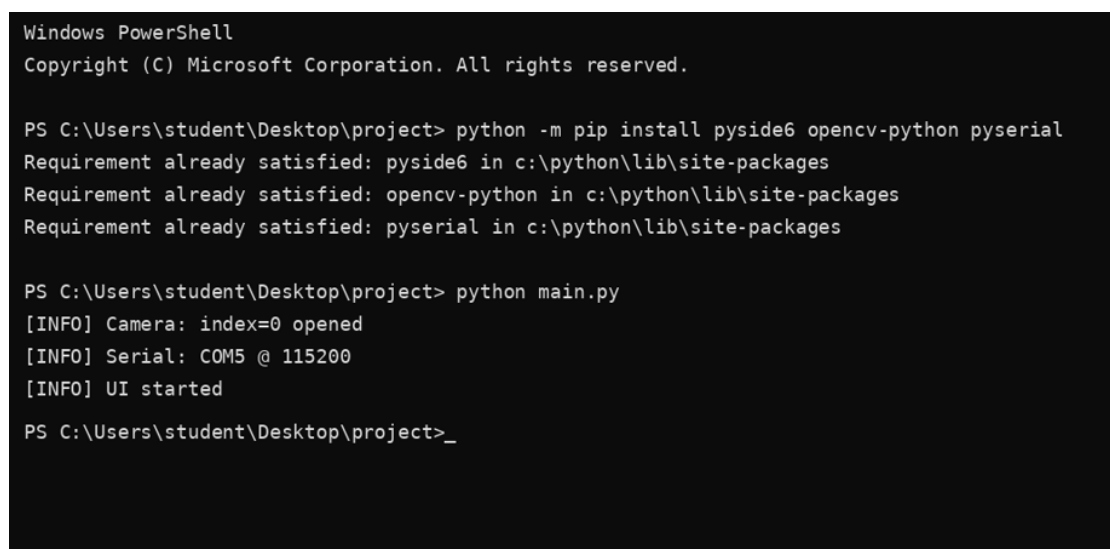 Windows PowerShell
Copyright (C) Microsoft Corporation. All rights reserved.
PS C:\Users\student\Desktop\project> python -m pip install pyside6 opencv-python pyserial
Requirement already satisfied: pyside6 in c:\python\lib\site-packages
Requirement already satisfied: opencv-python in c:\python\lib\site-packages
Requirement already satisfied: pyserial in c:\python\lib\site-packages
PS C:\Users\student\Desktop\project> python main.py
[INFO] Camera: index=0 opened
[INFO] Serial: COM5 @ 115200
[INFO] UI started
PS C:\Users\student\Desktop\project>_